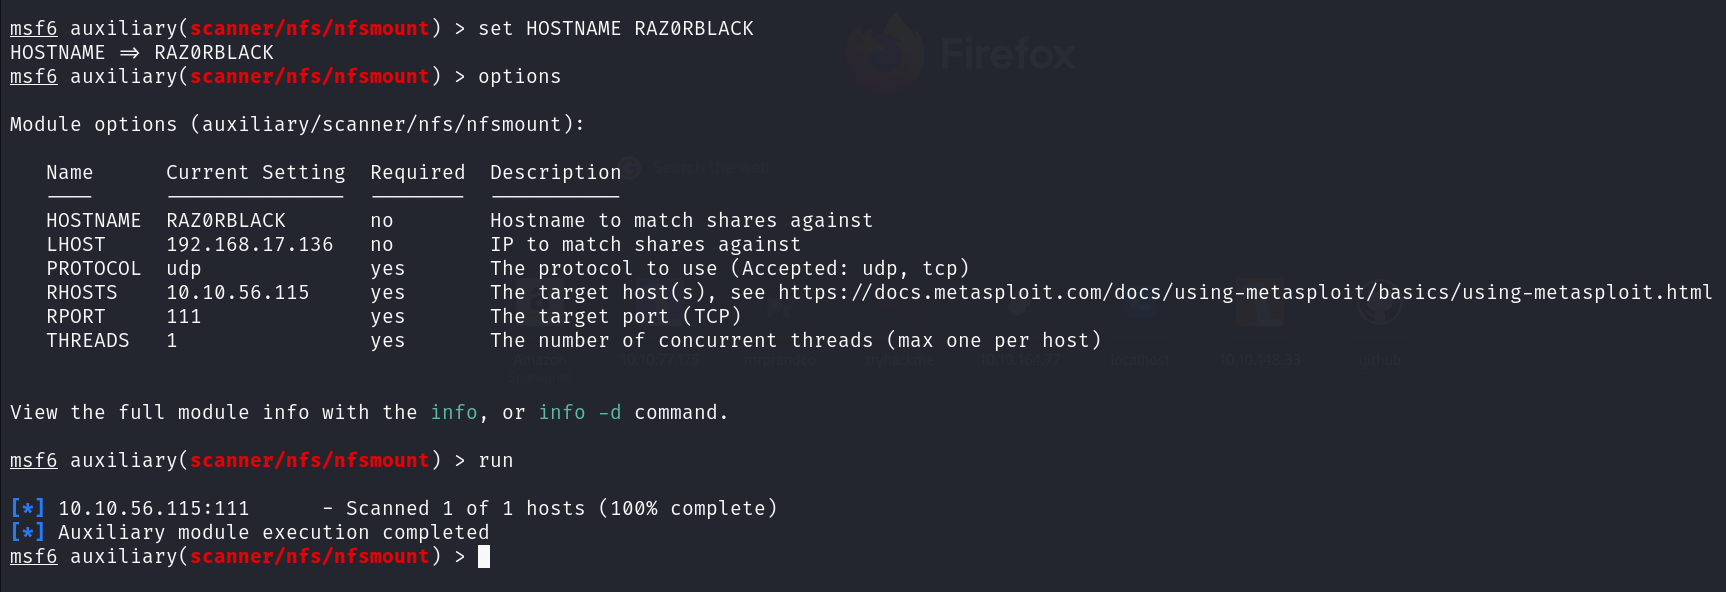 msf6 auxiliary(scanner/nfs/nfsmount) > set HOSTNAME RAZ0RBLACK
HOSTNAME => RAZ0RBLACK
msf6 auxiliary(scanner/nfs/nfsmount) > options
Firefox
Module options (auxiliary/scanner/nfs/nfsmount):
Name Current Setting Required Description
---- --------------- -------- -----------
HOSTNAME RAZ0RBLACK no Hostname to match shares against
LHOST 192.168.17.136 no IP to match shares against
PROTOCOL udp yes The protocol to use (Accepted: udp, tcp)
RHOSTS 10.10.56.115 yes The target host(s), see https://docs.metasploit.com/docs/using-metasploit/basics/using-metasploit.html
RPORT 111 yes The target port (TCP)
THREADS 1 yes The number of concurrent threads (max one per host)
View the full module info with the info, or info -d command.
msf6 auxiliary(scanner/nfs/nfsmount) > run
[*] 10.10.56.115:111 - Scanned 1 of 1 hosts (100% complete)
[*] Auxiliary module execution completed
msf6 auxiliary(scanner/nfs/nfsmount) >